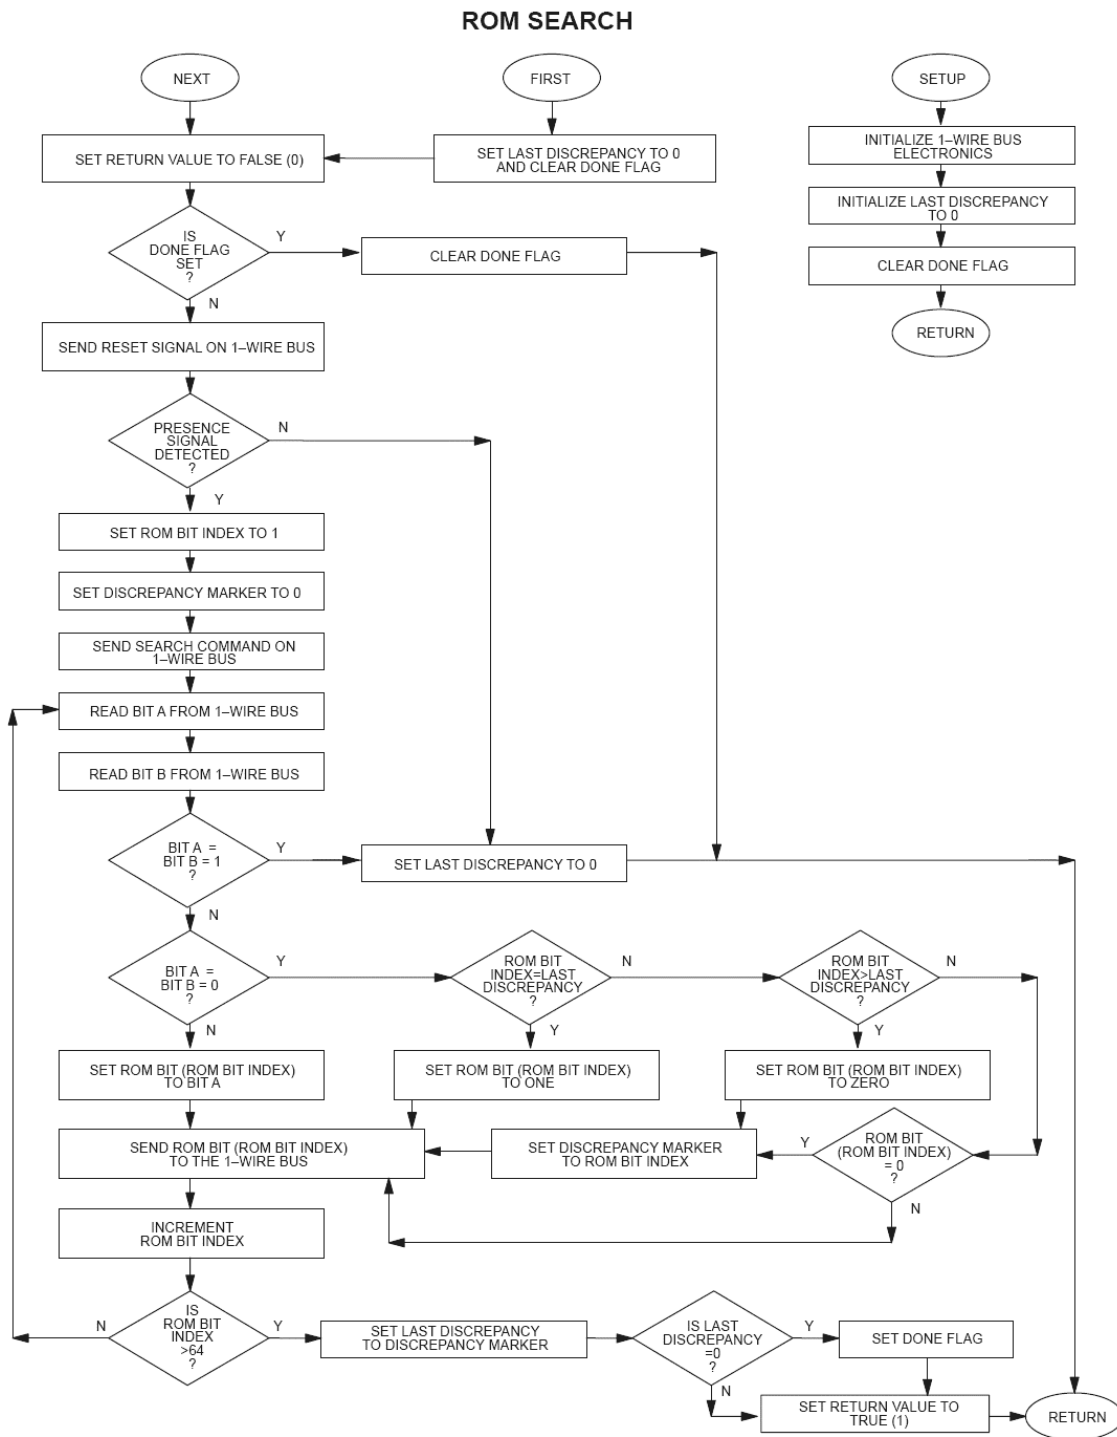 ROM SEARCH
NEXT
FIRST
SETUP
SET RETURN VALUE TO FALSE (0)
SET LAST DISCREPANCY TO 0
AND CLEAR DONE FLAG
INITIALIZE 1–WIRE BUS
ELECTRONICS
INITIALIZE LAST DISCREPANCY
TO 0
IS
DONE FLAG
SET
?
Y
N
CLEAR DONE FLAG
CLEAR DONE FLAG
RETURN
SEND RESET SIGNAL ON 1–WIRE BUS
PRESENCE
SIGNAL
DETECTED
?
N
Y
SET ROM BIT INDEX TO 1
SET DISCREPANCY MARKER TO 0
SEND SEARCH COMMAND ON
1–WIRE BUS
READ BIT A FROM 1–WIRE BUS
READ BIT B FROM 1–WIRE BUS
BIT A =
BIT B = 1
?
Y
N
SET LAST DISCREPANCY TO 0
BIT A =
BIT B = 0
?
Y
N
ROM BIT
INDEX=LAST
DISCREPANCY
?
N
Y
ROM BIT
INDEX>LAST
DISCREPANCY
?
N
Y
SET ROM BIT (ROM BIT INDEX)
TO BIT A
SET ROM BIT (ROM BIT INDEX)
TO ONE
SET ROM BIT (ROM BIT INDEX)
TO ZERO
SEND ROM BIT (ROM BIT INDEX)
TO THE 1–WIRE BUS
SET DISCREPANCY MARKER
TO ROM BIT INDEX
Y
ROM BIT
(ROM BIT INDEX)
= 0
?
N
INCREMENT
ROM BIT INDEX
N
IS
ROM BIT
INDEX
>64
?
Y
SET LAST DISCREPANCY
TO DISCREPANCY MARKER
IS LAST
DISCREPANCY
=0
?
Y
N
SET DONE FLAG
SET RETURN VALUE TO
TRUE (1)
RETURN